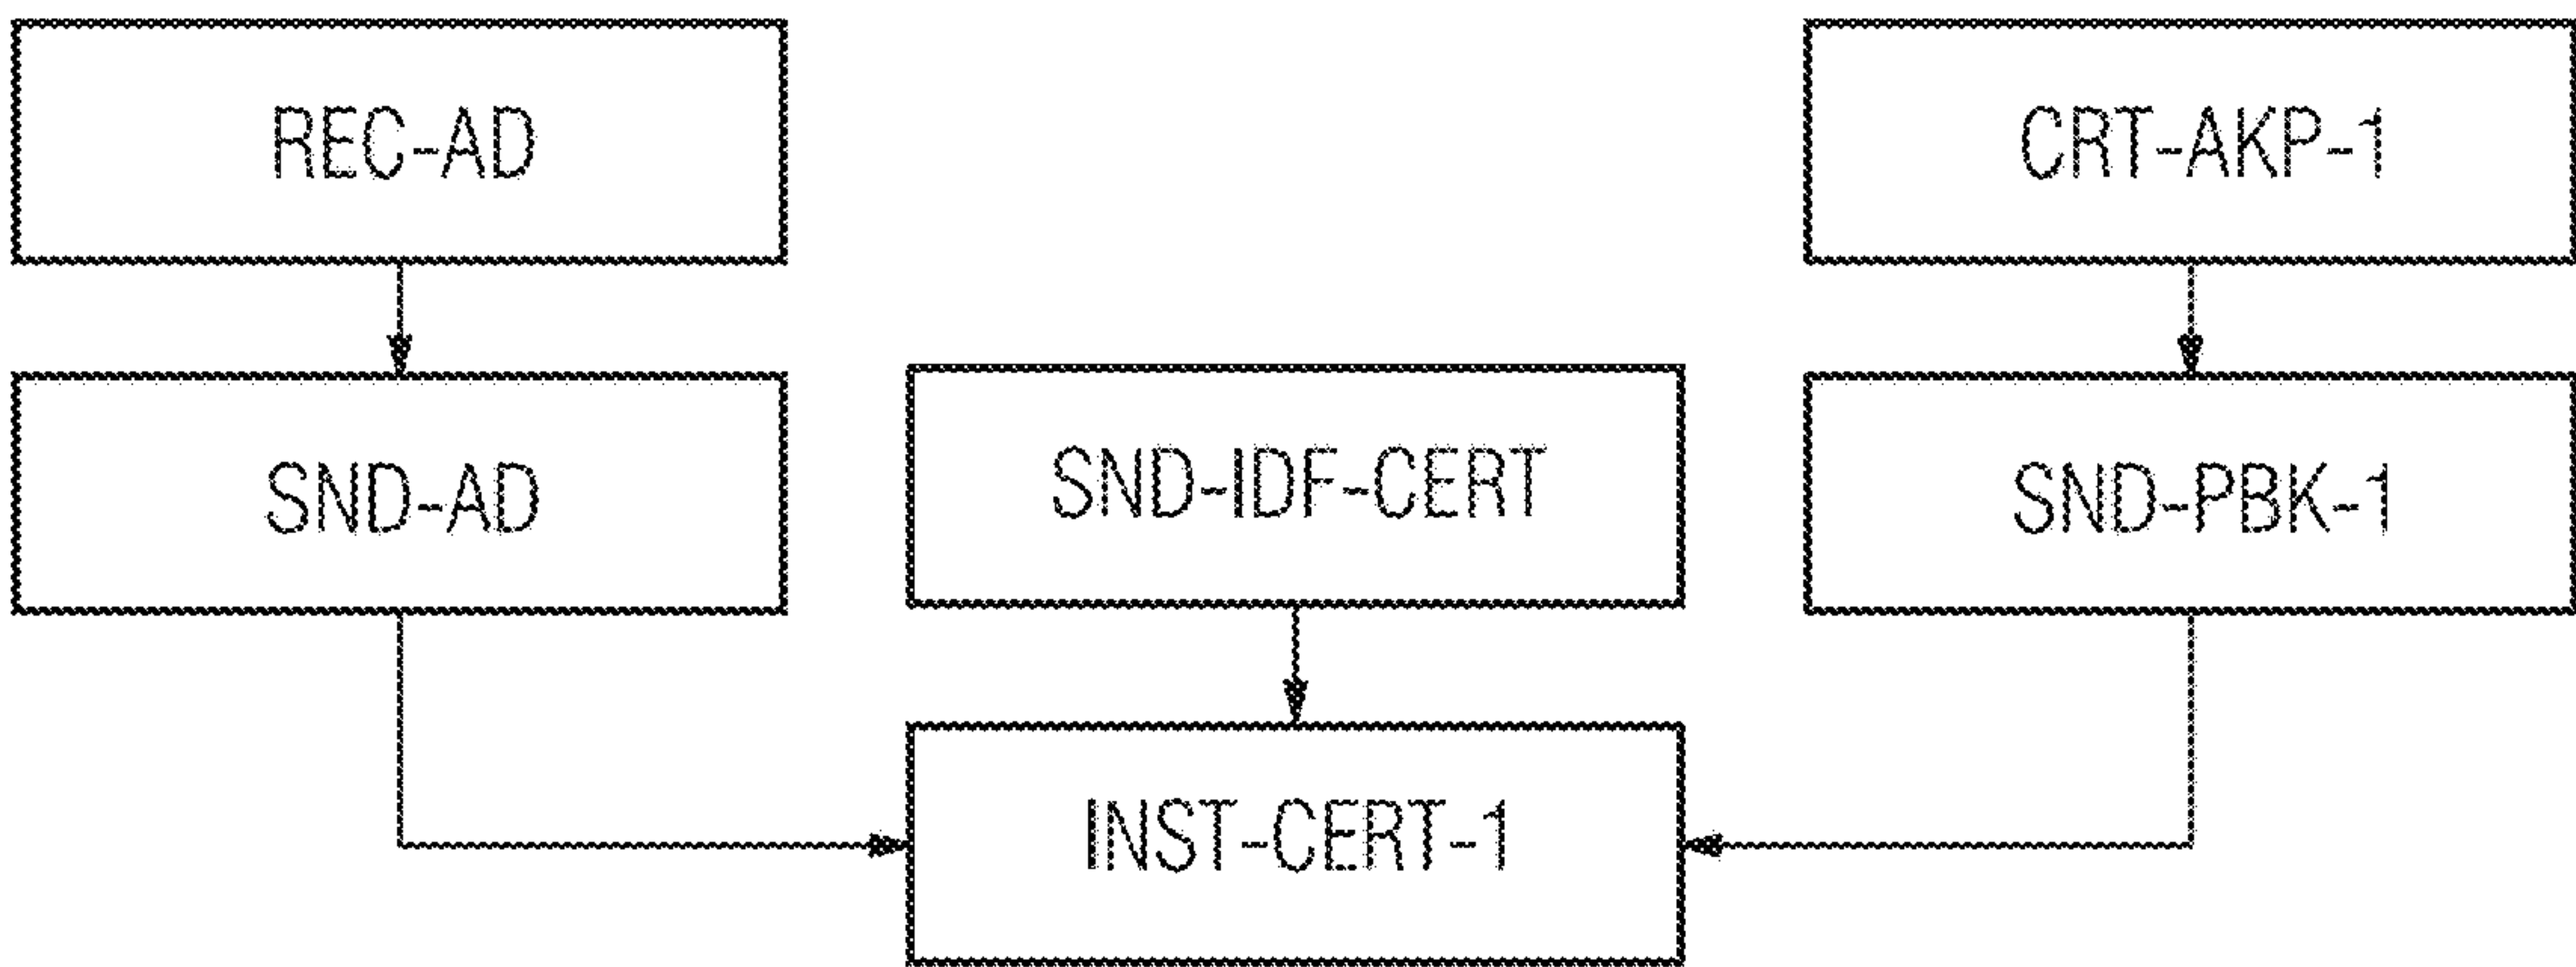 REC-AD
CRT-AKP-1
SND-AD
SND-IDF-CERT
SND-PBK-1
INST-CERT-1